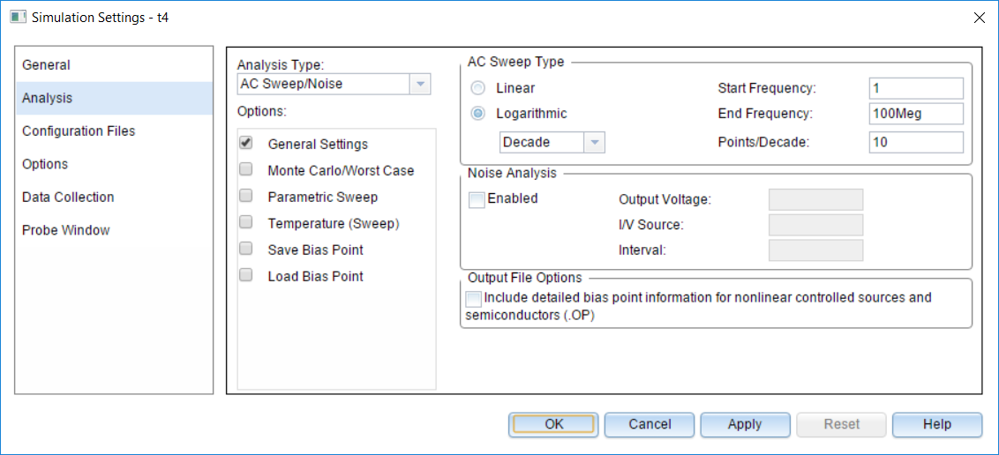 Simulation Settings - t4
General
Analysis
Configuration Files
Options
Data Collection
Probe Window
Analysis Type:
AC Sweep/Noise
Options:
General Settings
Monte Carlo/Worst Case
Parametric Sweep
Temperature (Sweep)
Save Bias Point
Load Bias Point
AC Sweep Type
Linear
Logarithmic
Decade
Start Frequency: 1
End Frequency: 100Meg
Points/Decade: 10
Noise Analysis
Enabled
Output Voltage:
I/V Source:
Interval:
Output File Options
Include detailed bias point information for nonlinear controlled sources and
semiconductors (.OP)
OK Cancel Apply Reset Help